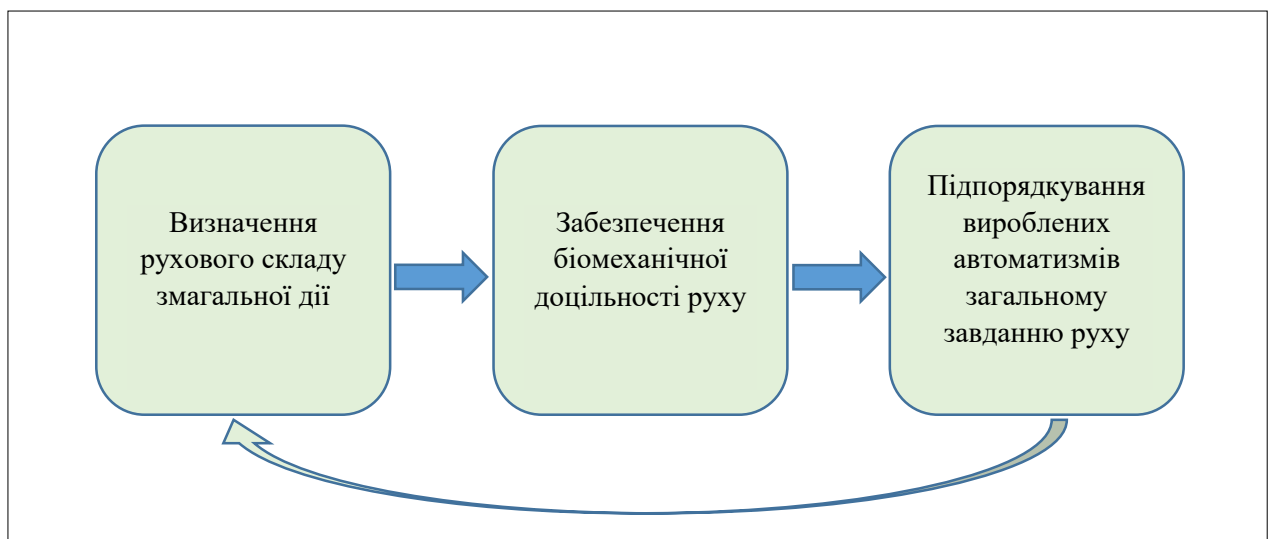 Визначення
рухового складу
змагальної дії
Забезпечення
біомеханічної
доцільності руху
Підпорядкування
вироблених
автоматизмів
загальному
завданню руху